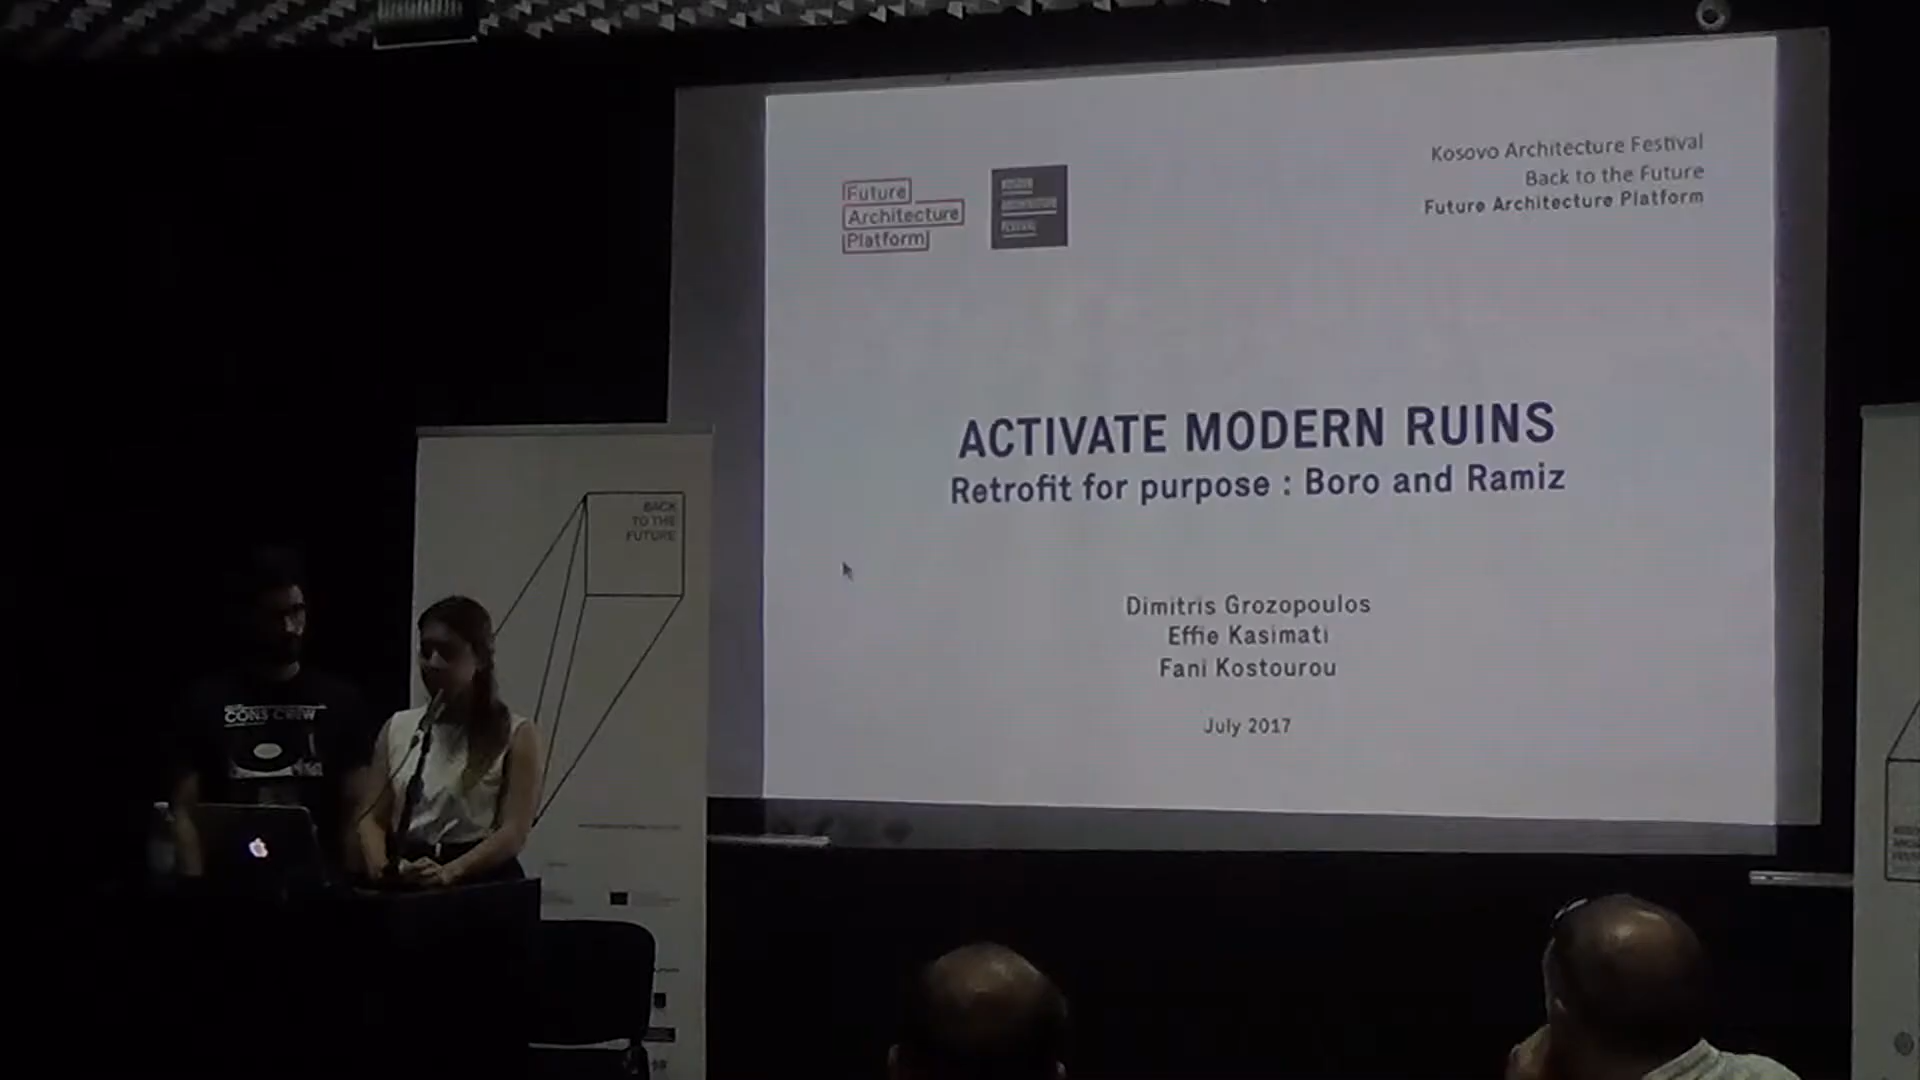 Kosovo Architecture Festival
Back to the Future
Future Architecture Platform
Future
Architecture
Platform
ACTIVATE MODERN RUINS
Retrofit for purpose : Boro and Ramiz
Dimitris Grozopoulos
Effie Kasimati
Fani Kostourou
July 2017
BACK
TO THE
FUTURE
CONS CREW